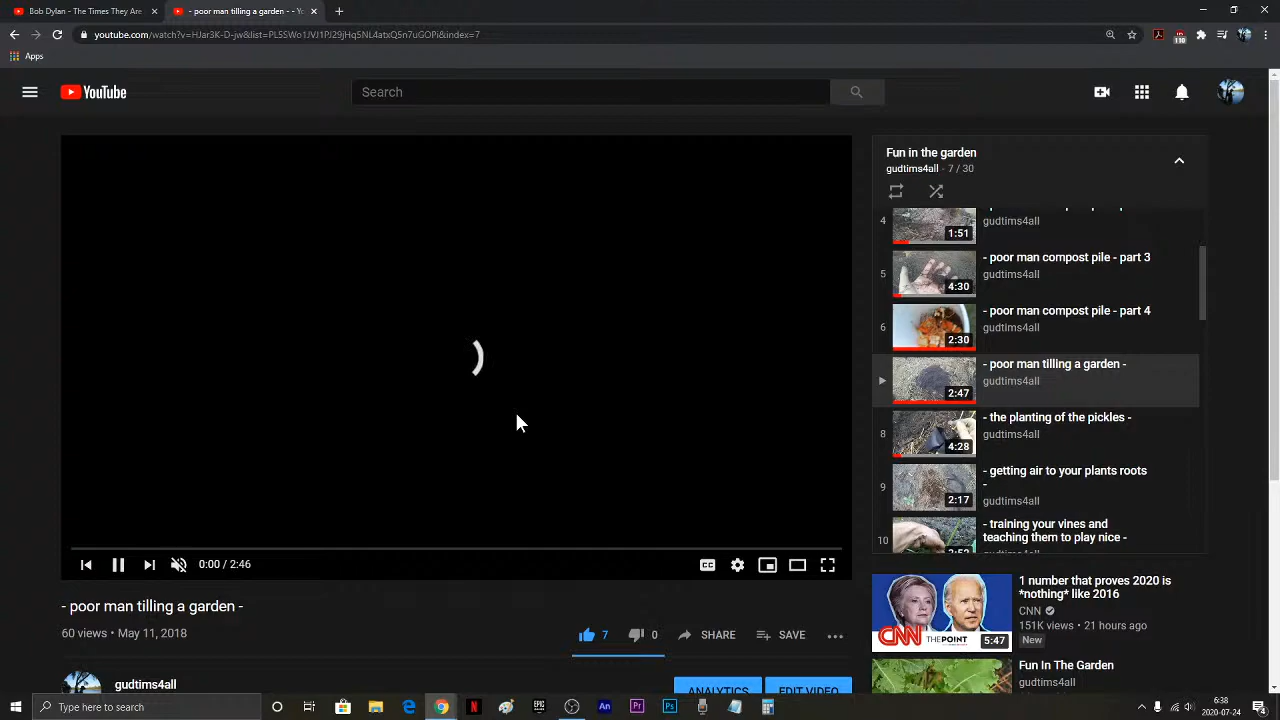 Bob Dylan - The Times They Are
- poor man tilling a garden - - Yo
youtube.com/watch?v=HJar3K-D-jw&list=PLSSWo1JVJ1PJ29jHq5NL4atxQ5n7uGOPi&index=7
110
Apps
YouTube
Search
Fun in the garden
gudtims4all - 7 / 30
4
1:51
gudtims4all
5
4:30
- poor man compost pile - part 3
gudtims4all
6
2:30
- poor man compost pile - part 4
gudtims4all
2:47
- poor man tilling a garden -
gudtims4all
8
4:28
- the planting of the pickles -
gudtims4all
9
2:17
- getting air to your plants roots
-
gudtims4all
10
- training your vines and
teaching them to play nice -
0:00 / 2:46
CC
- poor man tilling a garden -
60 views • May 11, 2018
7
0
SHARE
SAVE
gudtims4all
ANALYTICS
EDIT VIDEO
CNN THE POINT
5:47
1 number that proves 2020 is
*nothing* like 2016
CNN
151K views • 21 hours ago
New
Fun In The Garden
gudtims4all
Type here to search
N
EPIC
An
Pr
Ps
6:38
2020-07-24